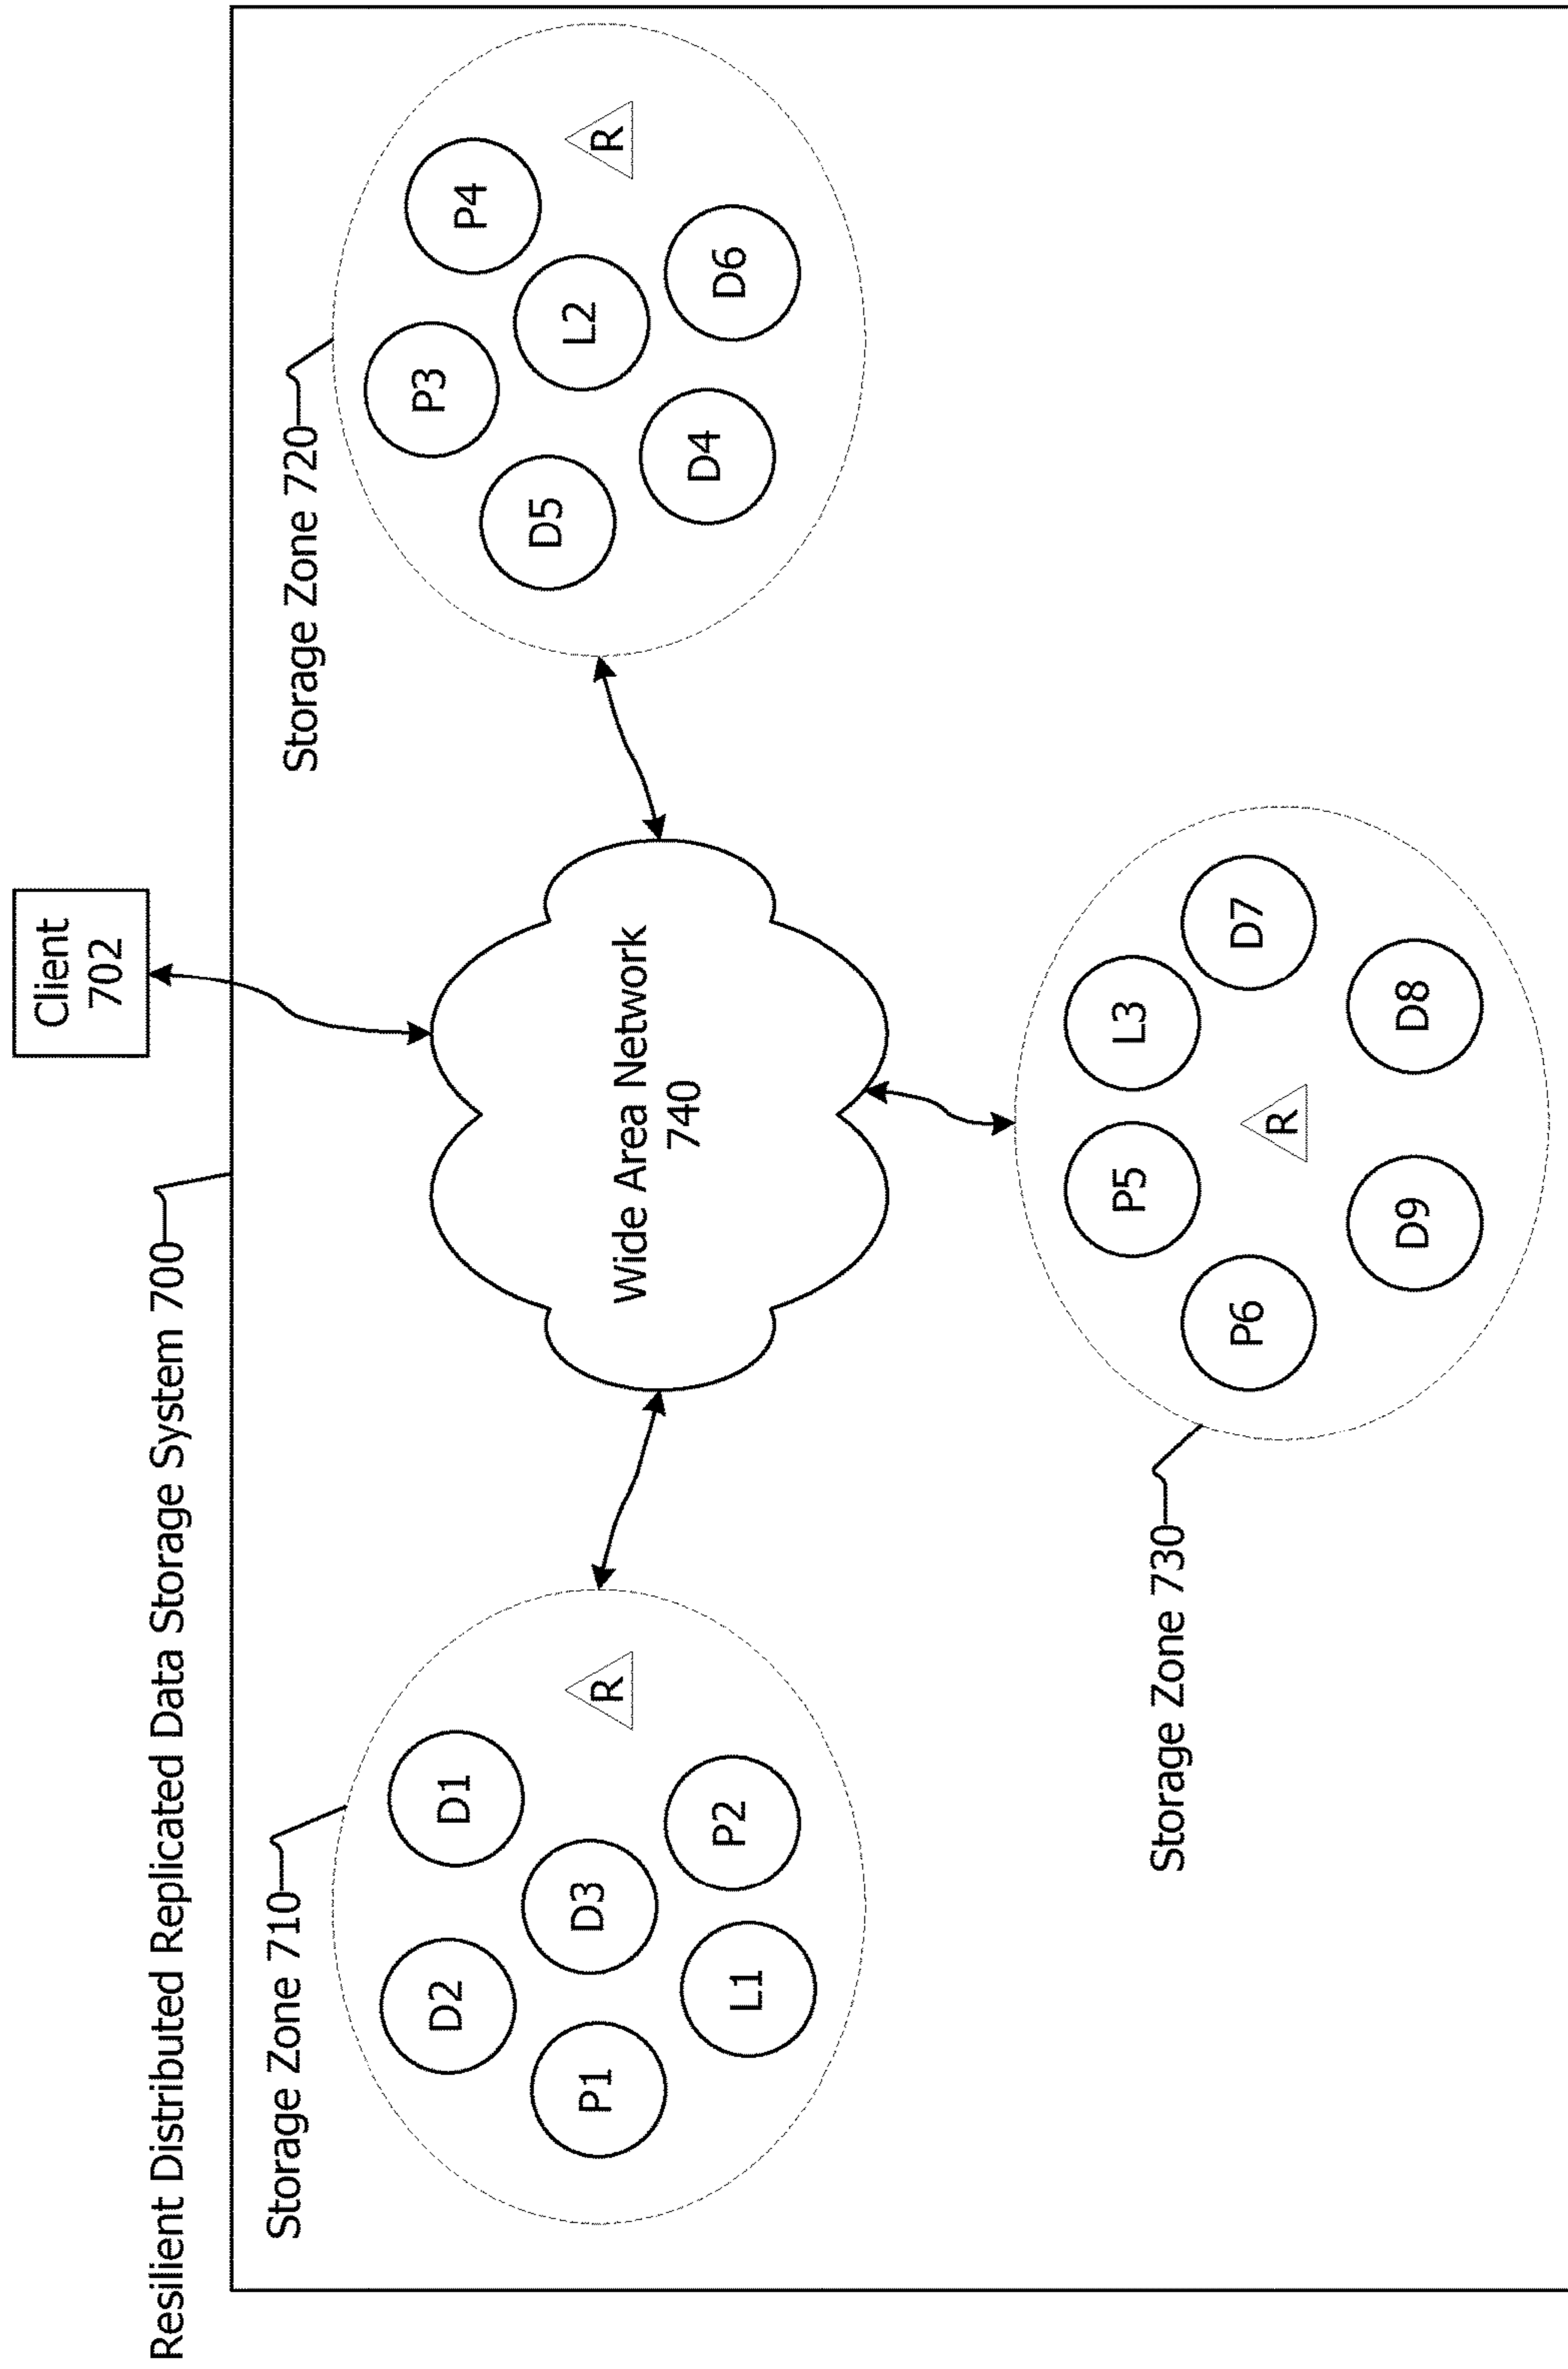 Client
702
Resilient Distributed Replicated Data Storage System 700
Storage Zone 710
D2
D1
P1
D3
R
L1
P2
Wide Area Network
740
Storage Zone 720
P3
P4
D5
L2
R
D4
D6
Storage Zone 730
P5
L3
P6
R
D7
D9
D8